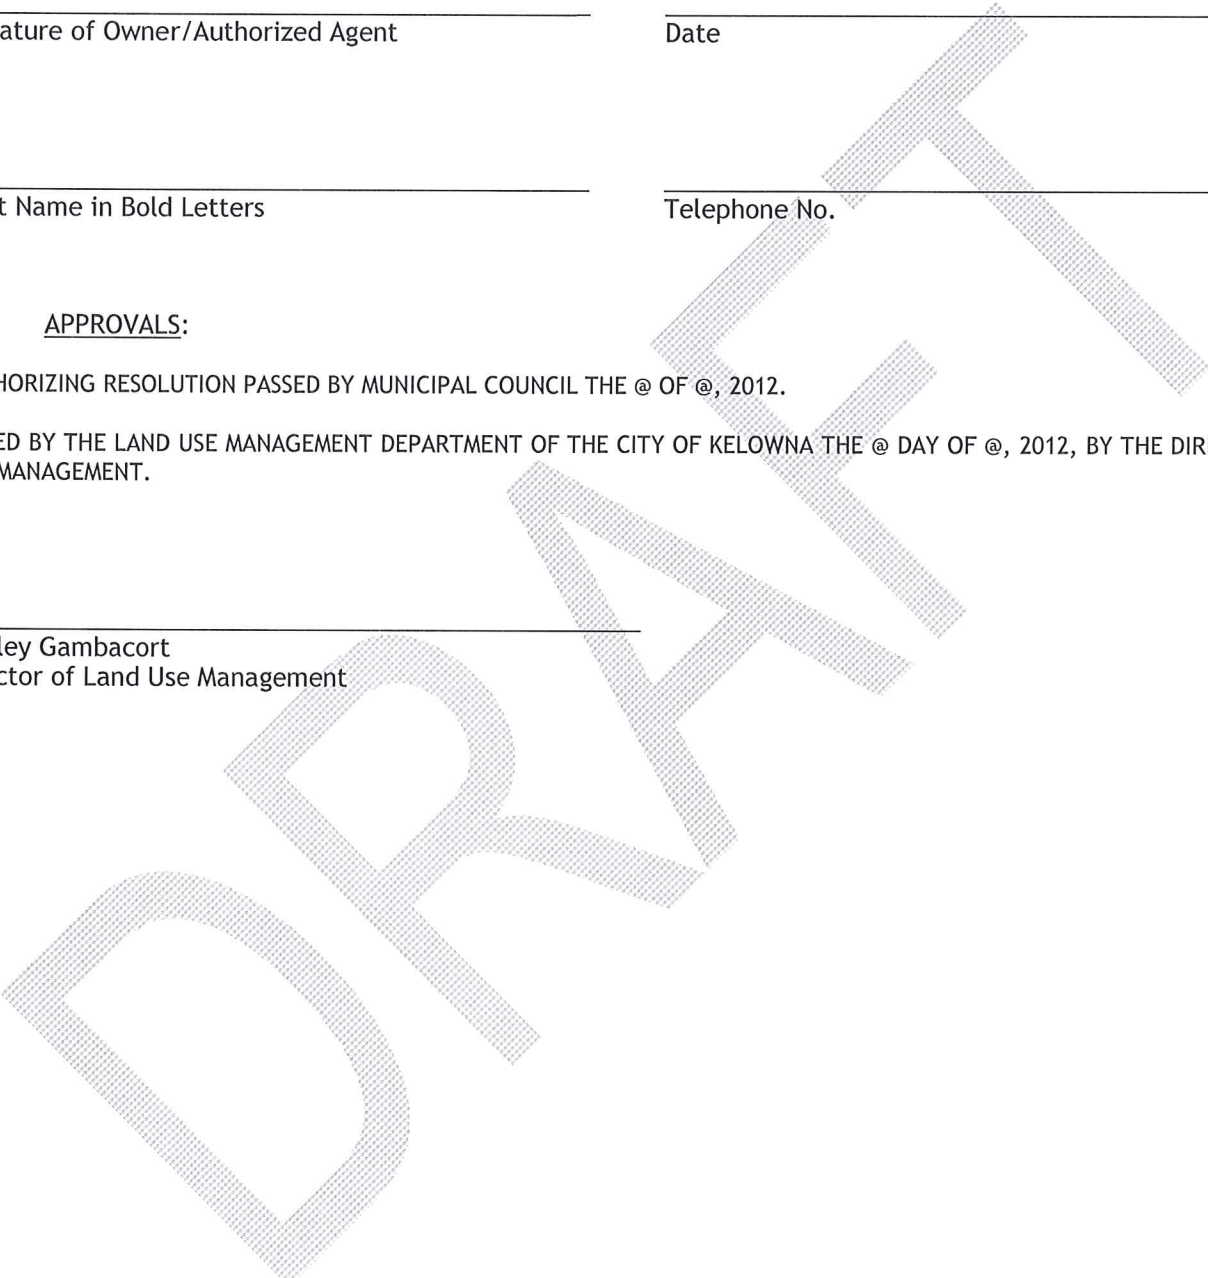 ature of Owner/Authorized Agent Date
t Name in Bold Letters Telephone No.
APPROVALS:
HORIZING RESOLUTION PASSED BY MUNICIPAL COUNCIL THE @ OF @, 2012.
ED BY THE LAND USE MANAGEMENT DEPARTMENT OF THE CITY OF KELOWNA THE @ DAY OF @, 2012, BY THE DIR
MANAGEMENT.
ley Gambacort
ctor of Land Use Management
DRAFT